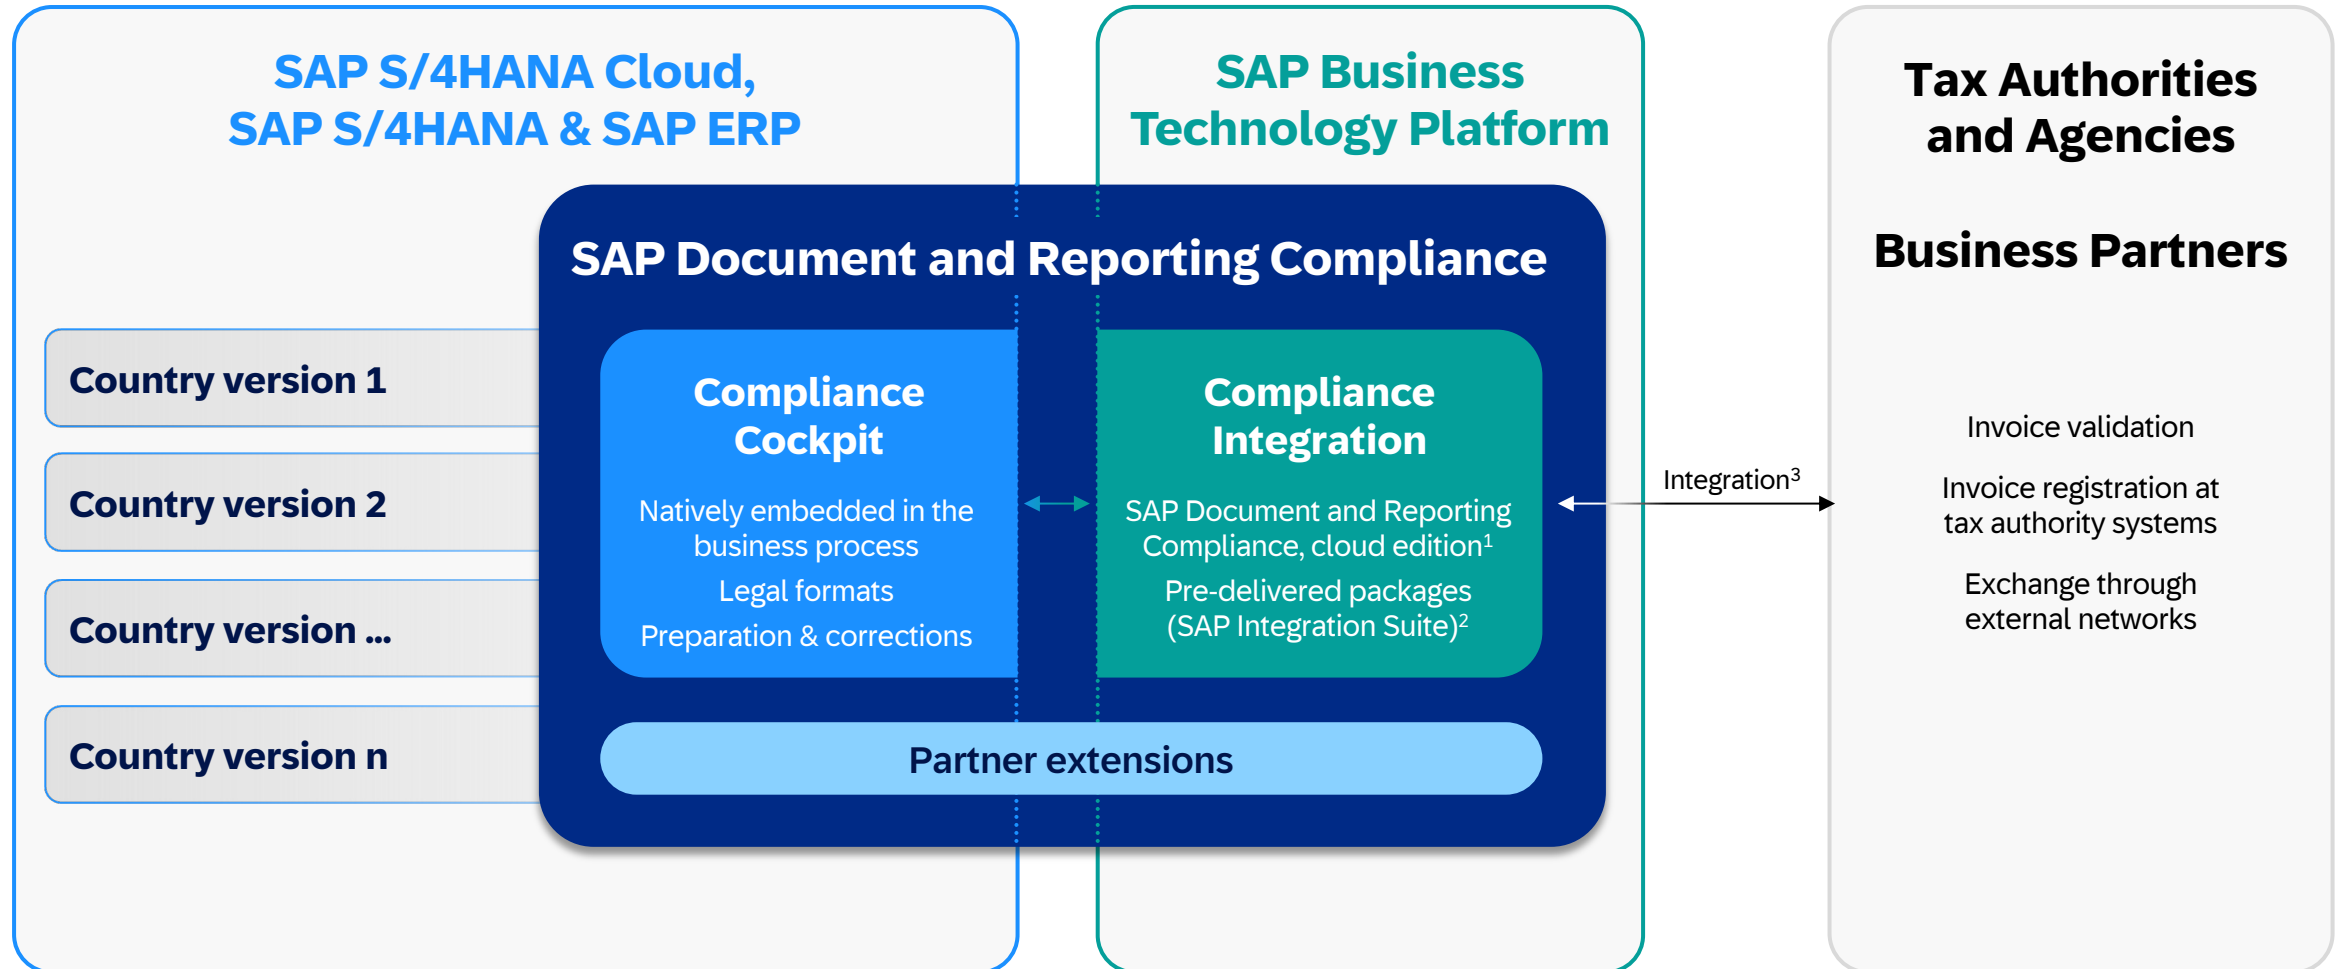 SAP S/4HANA Cloud,
SAP S/4HANA & SAP ERP
SAP Business
Technology Platform
Tax Authorities
and Agencies
Business Partners
SAP Document and Reporting Compliance
Country version 1
Country version 2
Country version ...
Country version n
Compliance
Cockpit
Natively embedded in the
business process
Legal formats
Preparation & corrections
Compliance
Integration
SAP Document and Reporting
Compliance, cloud edition¹
Pre-delivered packages
(SAP Integration Suite)²
Partner extensions
Integration³
Invoice validation
Invoice registration at
tax authority systems
Exchange through
external networks